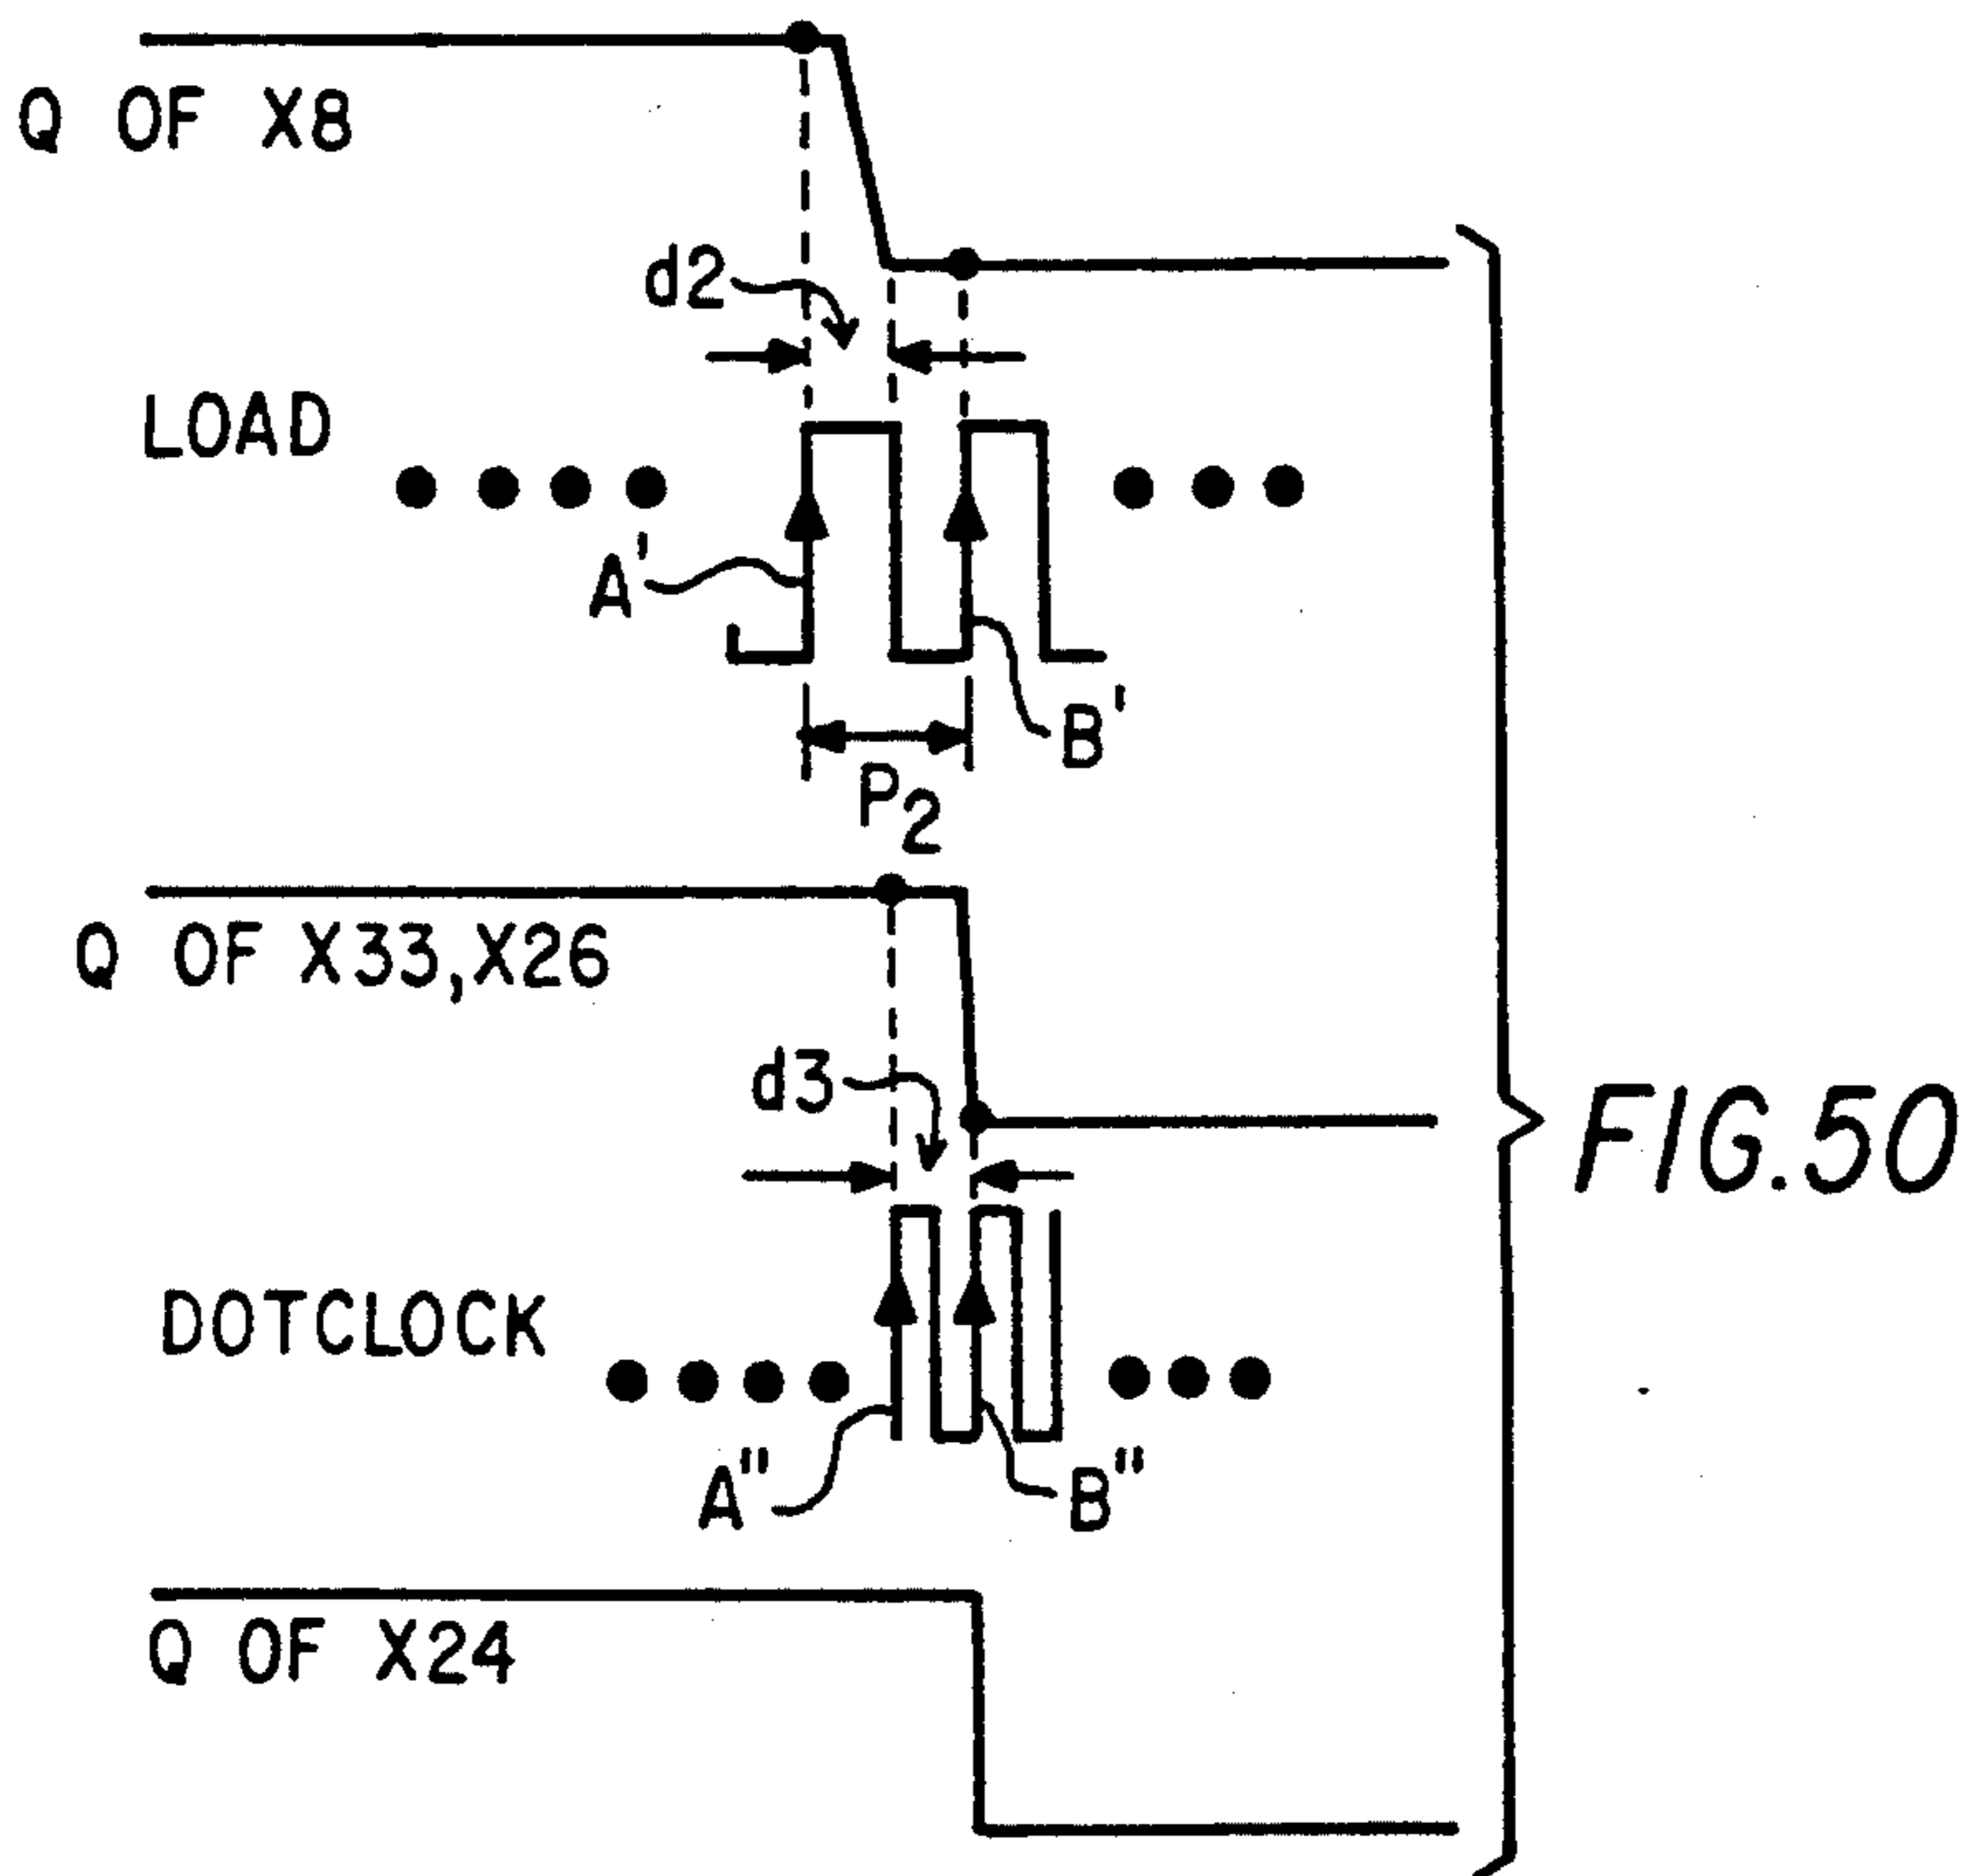 Q OF X8
d2
LOAD
A'
B'
P2
Q OF X33,X26
d3
FIG.50
DOTCLOCK
A"
B"
Q OF X24